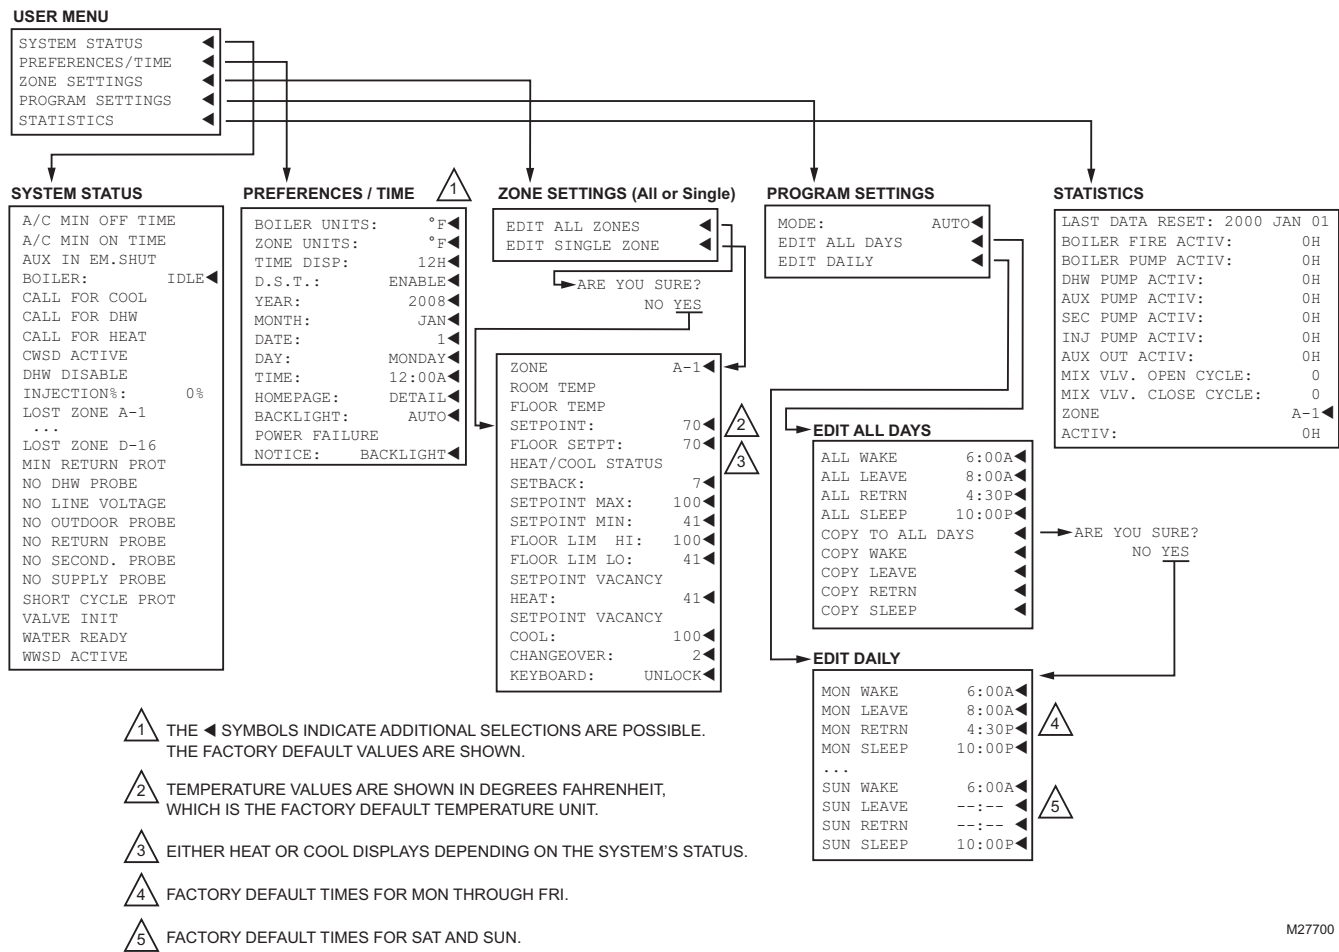 USER MENU
SYSTEM STATUS ◀
PREFERENCES/TIME ◀
ZONE SETTINGS ◀
PROGRAM SETTINGS ◀
STATISTICS ◀
SYSTEM STATUS
A/C MIN OFF TIME
A/C MIN ON TIME
AUX IN EM.SHUT
BOILER: IDLE◀
CALL FOR COOL
CALL FOR DHW
CALL FOR HEAT
CWSD ACTIVE
DHW DISABLE
INJECTION%: 0%
LOST ZONE A-1
...
LOST ZONE D-16
MIN RETURN PROT
NO DHW PROBE
NO LINE VOLTAGE
NO OUTDOOR PROBE
NO RETURN PROBE
NO SECOND. PROBE
NO SUPPLY PROBE
SHORT CYCLE PROT
VALVE INIT
WATER READY
WWSD ACTIVE
PREFERENCES / TIME
1
BOILER UNITS: °F◀
ZONE UNITS: °F◀
TIME DISP: 12H◀
D.S.T.: ENABLE◀
YEAR: 2008◀
MONTH: JAN◀
DATE: 1◀
DAY: MONDAY◀
TIME: 12:00A◀
HOMEPAGE: DETAIL◀
BACKLIGHT: AUTO◀
POWER FAILURE
NOTICE: BACKLIGHT◀
ZONE SETTINGS (All or Single)
EDIT ALL ZONES ◀
EDIT SINGLE ZONE ◀
ARE YOU SURE?
NO YES
ZONE A-1◀
ROOM TEMP
FLOOR TEMP
SETPOINT: 70◀
2
FLOOR SETPT: 70◀
HEAT/COOL STATUS
3
SETBACK: 7◀
SETPOINT MAX: 100◀
SETPOINT MIN: 41◀
FLOOR LIM HI: 100◀
FLOOR LIM LO: 41◀
SETPOINT VACANCY
HEAT: 41◀
SETPOINT VACANCY
COOL: 100◀
CHANGEOVER: 2◀
KEYBOARD: UNLOCK◀
PROGRAM SETTINGS
MODE: AUTO◀
EDIT ALL DAYS ◀
EDIT DAILY ◀
EDIT ALL DAYS
ALL WAKE 6:00A◀
ALL LEAVE 8:00A◀
ALL RETRN 4:30P◀
ALL SLEEP 10:00P◀
COPY TO ALL DAYS ◀
COPY WAKE ◀
COPY LEAVE ◀
COPY RETRN ◀
COPY SLEEP ◀
ARE YOU SURE?
NO YES
EDIT DAILY
MON WAKE 6:00A◀
MON LEAVE 8:00A◀
MON RETRN 4:30P◀
MON SLEEP 10:00P◀
4
...
SUN WAKE 6:00A◀
SUN LEAVE --:-- ◀
SUN RETRN --:-- ◀
SUN SLEEP 10:00P◀
5
STATISTICS
LAST DATA RESET: 2000 JAN 01
BOILER FIRE ACTIV: 0H
BOILER PUMP ACTIV: 0H
DHW PUMP ACTIV: 0H
AUX PUMP ACTIV: 0H
SEC PUMP ACTIV: 0H
INJ PUMP ACTIV: 0H
AUX OUT ACTIV: 0H
MIX VLV. OPEN CYCLE: 0
MIX VLV. CLOSE CYCLE: 0
ZONE A-1◀
ACTIV: 0H
1 THE ◀ SYMBOLS INDICATE ADDITIONAL SELECTIONS ARE POSSIBLE.
THE FACTORY DEFAULT VALUES ARE SHOWN.
2 TEMPERATURE VALUES ARE SHOWN IN DEGREES FAHRENHEIT,
WHICH IS THE FACTORY DEFAULT TEMPERATURE UNIT.
3 EITHER HEAT OR COOL DISPLAYS DEPENDING ON THE SYSTEM'S STATUS.
4 FACTORY DEFAULT TIMES FOR MON THROUGH FRI.
5 FACTORY DEFAULT TIMES FOR SAT AND SUN.
M27700